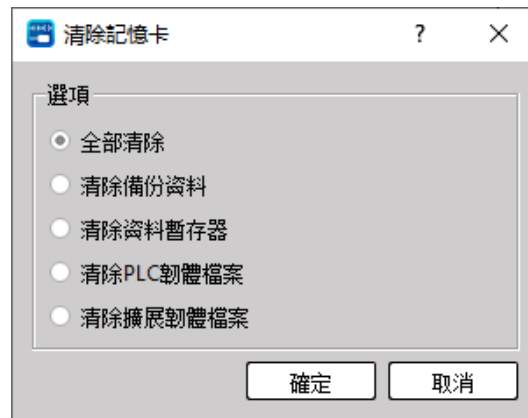 清除記憶卡
選項
全部清除
清除備份資料
清除資料暫存器
清除PLC韌體檔案
清除擴展韌體檔案
確定 取消